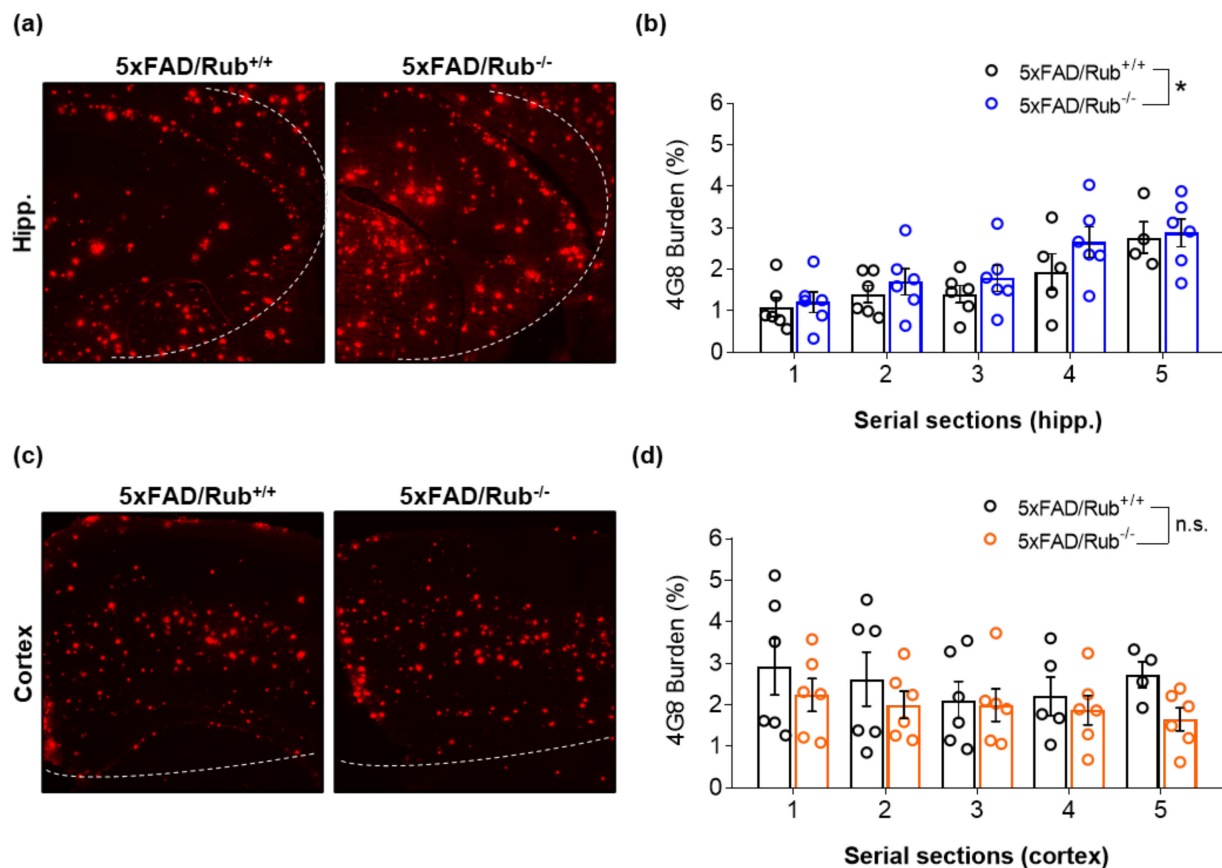 (a)
5xFAD/Rub+/+ 5xFAD/Rub-/-
Hipp.
(b)
5xFAD/Rub+/+
5xFAD/Rub-/-
*
4G8 Burden (%)
6
5
4
3
2
1
0
1 2 3 4 5
Serial sections (hipp.)
(c)
5xFAD/Rub+/+ 5xFAD/Rub-/-
Cortex
(d)
5xFAD/Rub+/+
5xFAD/Rub-/-
n.s.
4G8 Burden (%)
6
5
4
3
2
1
0
1 2 3 4 5
Serial sections (cortex)